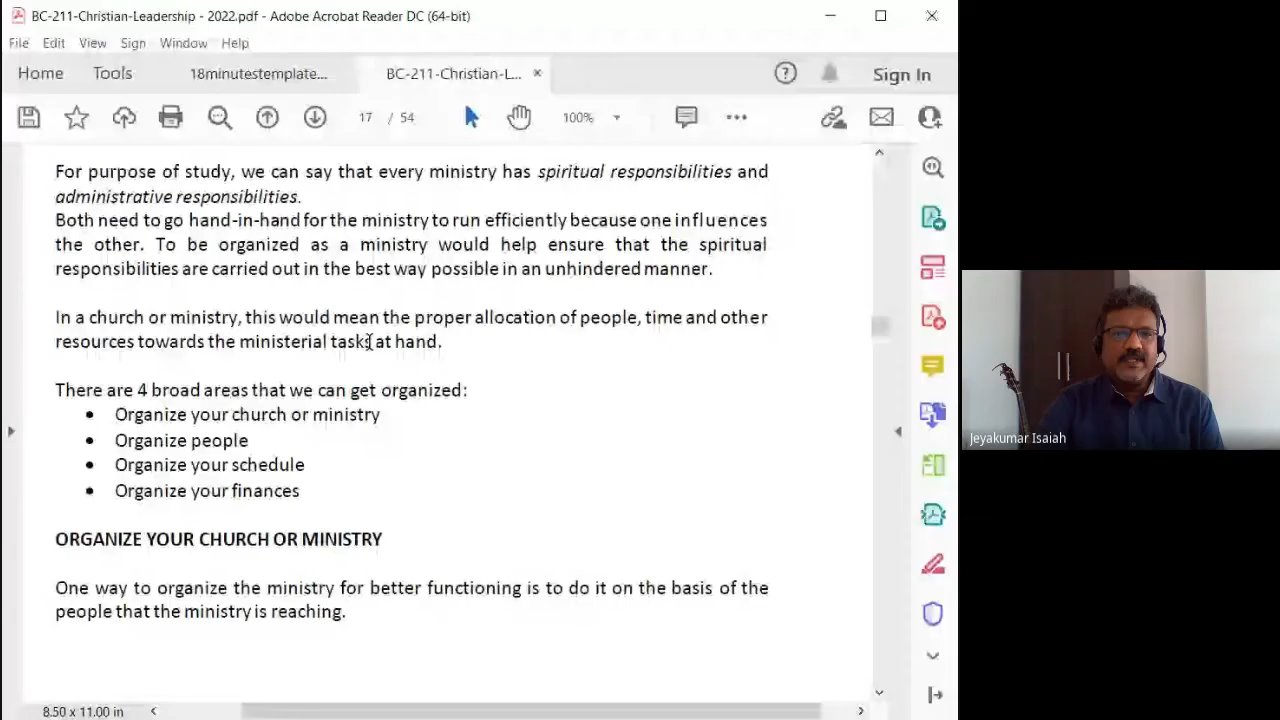 BC-211-Christian-Leadership - 2022.pdf - Adobe Acrobat Reader DC (64-bit)
File Edit View Sign Window Help
Home Tools 18minutestemplate... BC-211-Christian-L... Sign In
17 / 54 100%
For purpose of study, we can say that every ministry has spiritual responsibilities and
administrative responsibilities.
Both need to go hand-in-hand for the ministry to run efficiently because one influences
the other. To be organized as a ministry would help ensure that the spiritual
responsibilities are carried out in the best way possible in an unhindered manner.
In a church or ministry, this would mean the proper allocation of people, time and other
resources towards the ministerial tasks at hand.
There are 4 broad areas that we can get organized:
• Organize your church or ministry
• Organize people
• Organize your schedule
• Organize your finances
ORGANIZE YOUR CHURCH OR MINISTRY
One way to organize the ministry for better functioning is to do it on the basis of the
people that the ministry is reaching.
8.50 x 11.00 in
Jeyakumar Isaiah